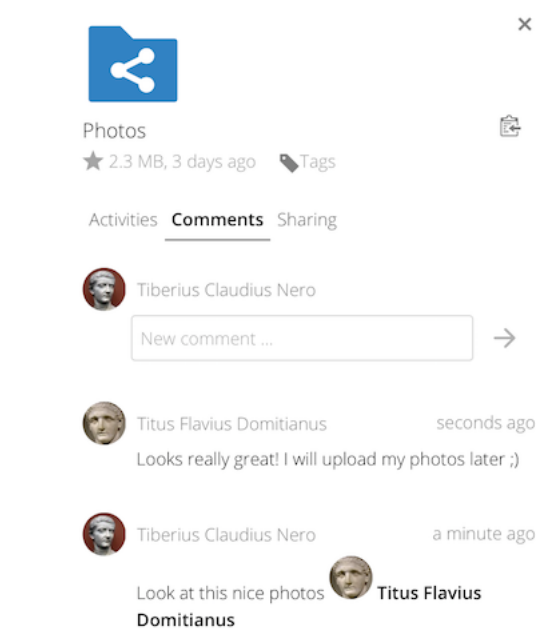 Photos
2.3 MB, 3 days ago Tags
Activities Comments Sharing
Tiberius Claudius Nero
New comment ...
Titus Flavius Domitianus seconds ago
Looks really great! I will upload my photos later ;)
Tiberius Claudius Nero a minute ago
Look at this nice photos Titus Flavius
Domitianus